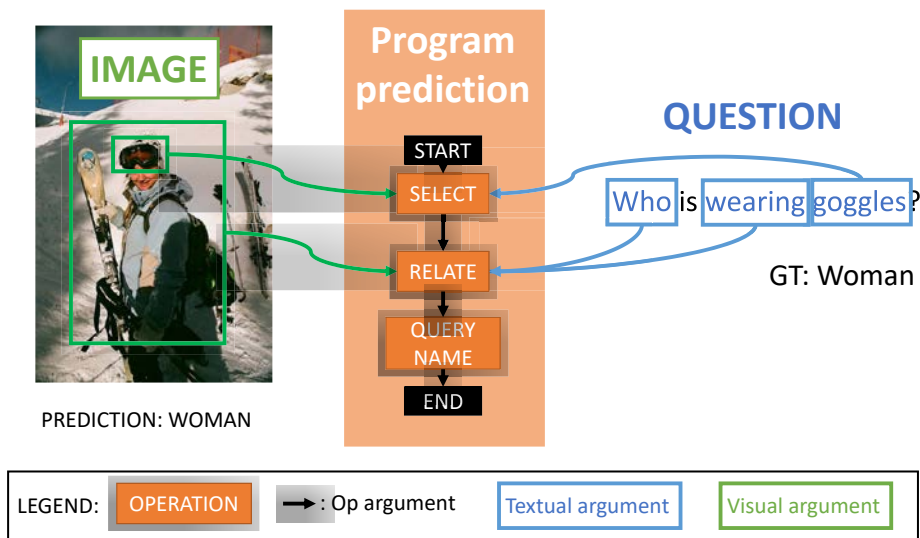 IMAGE
Program
prediction
QUESTION
START
SELECT
Who is wearing goggles?
RELATE
GT: Woman
QUERY
NAME
END
PREDICTION: WOMAN
LEGEND:
OPERATION
: Op argument
Textual argument
Visual argument